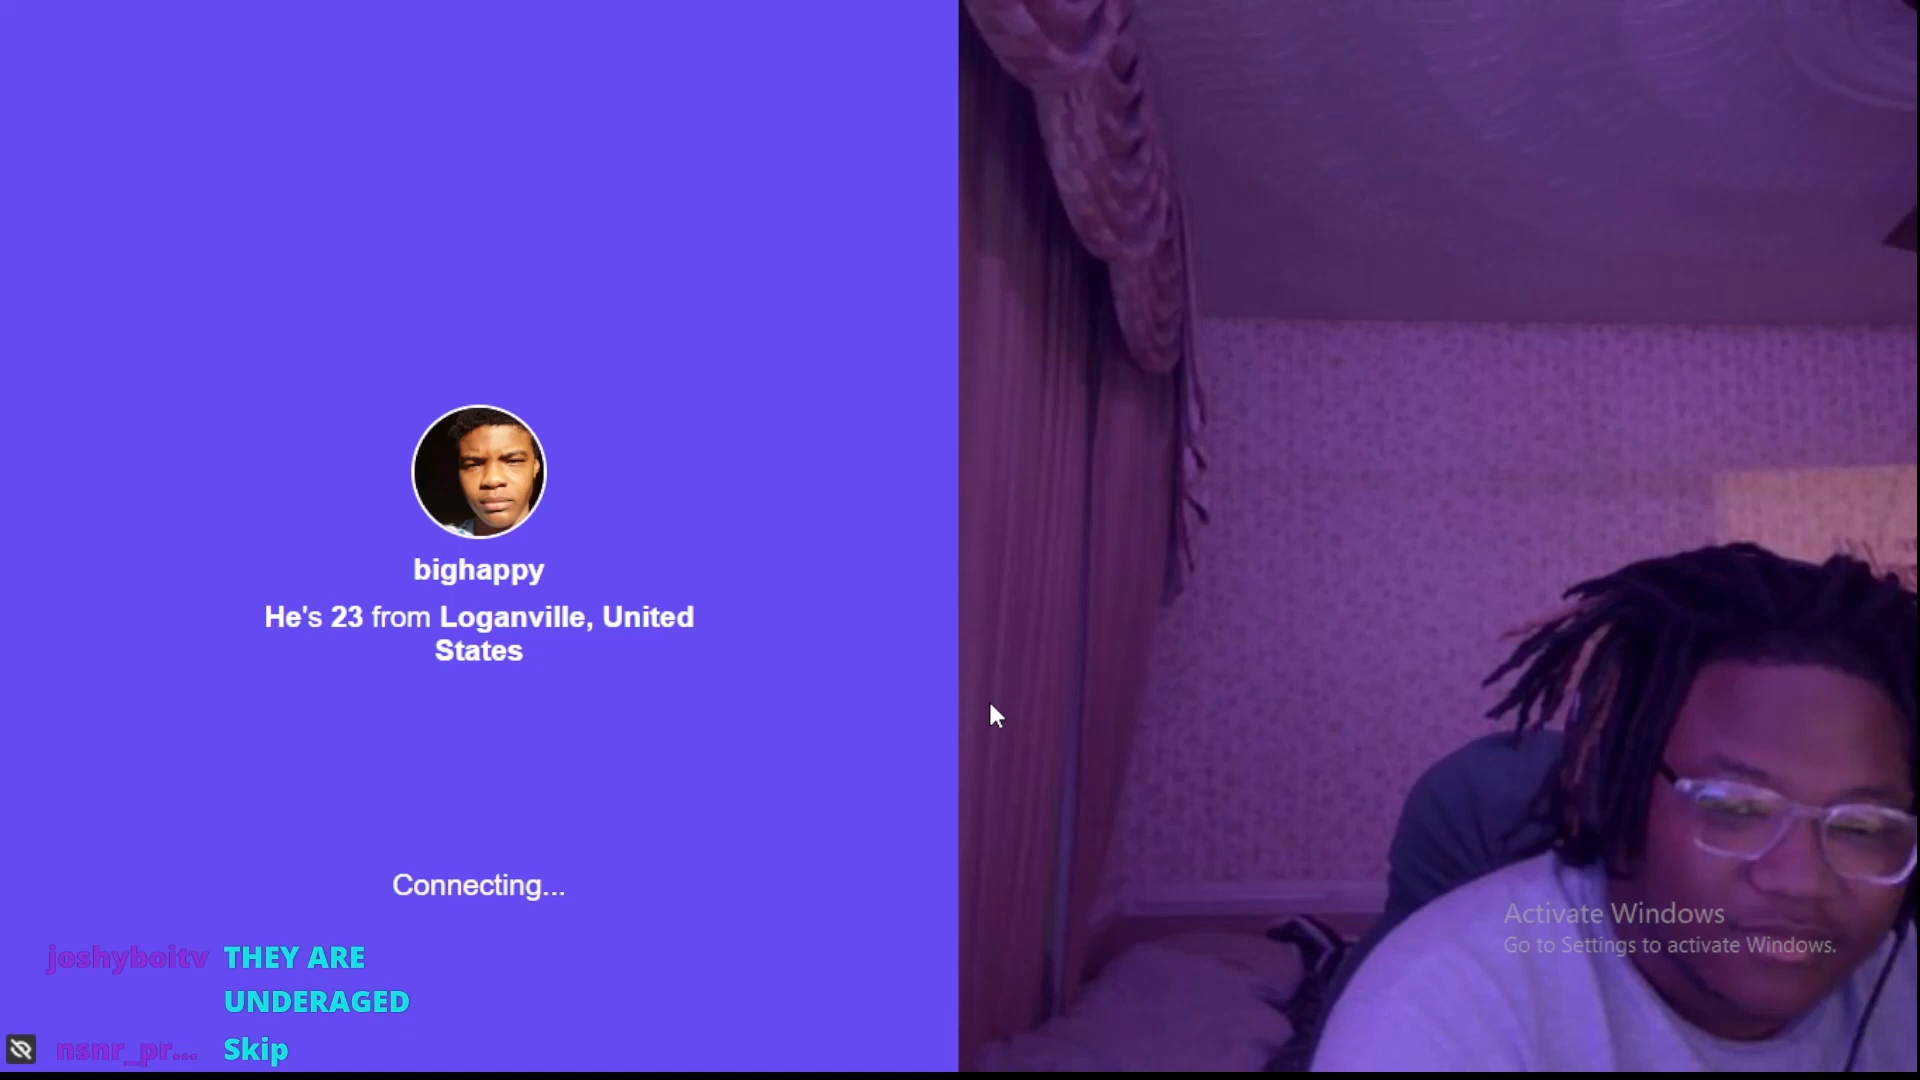 bighappy
He's 23 from Loganville, United
States
Connecting...
joshyboitv THEY ARE
UNDERAGED
nsnr_pr... Skip
Activate Windows
Go to Settings to activate Windows.